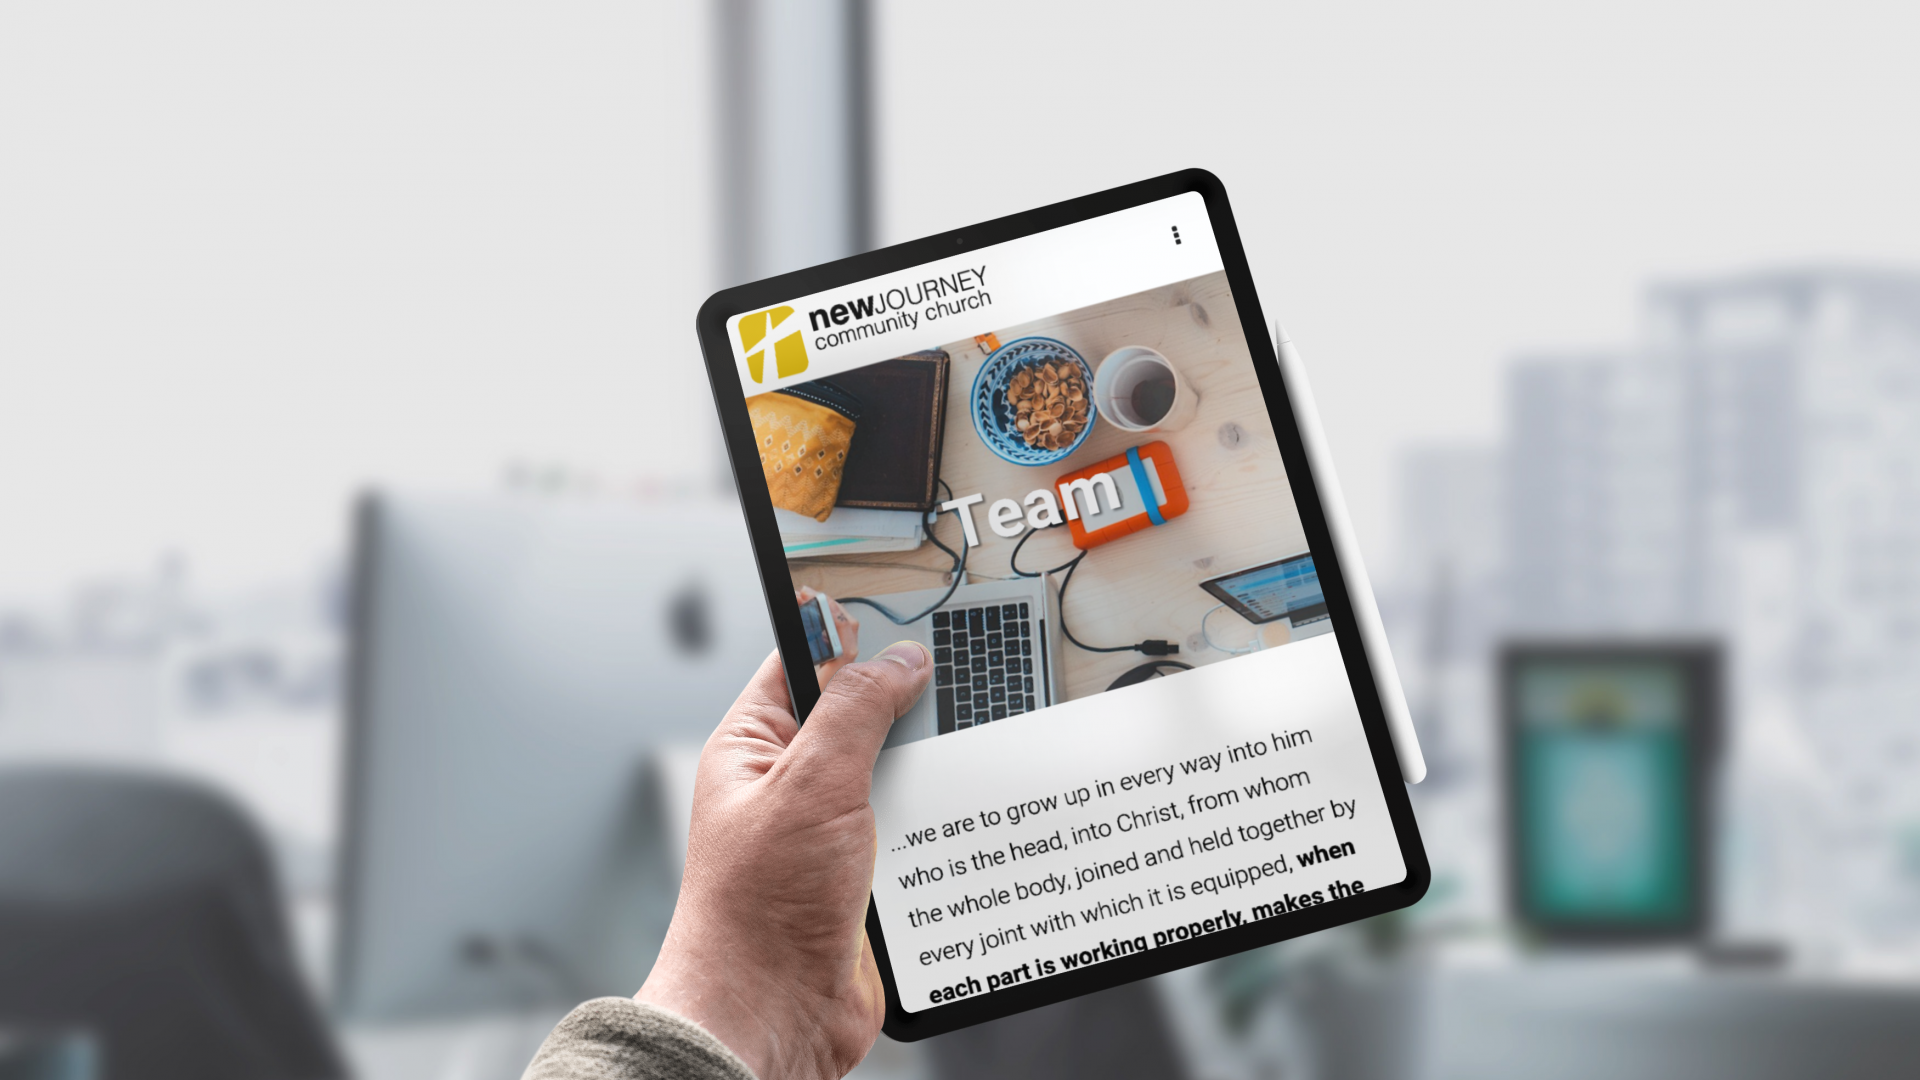 newJOURNEY
community church
Team
...we are to grow up in every way into him
who is the head, into Christ, from whom
the whole body, joined and held together by
every joint with which it is equipped, when
each part is working properly, makes the